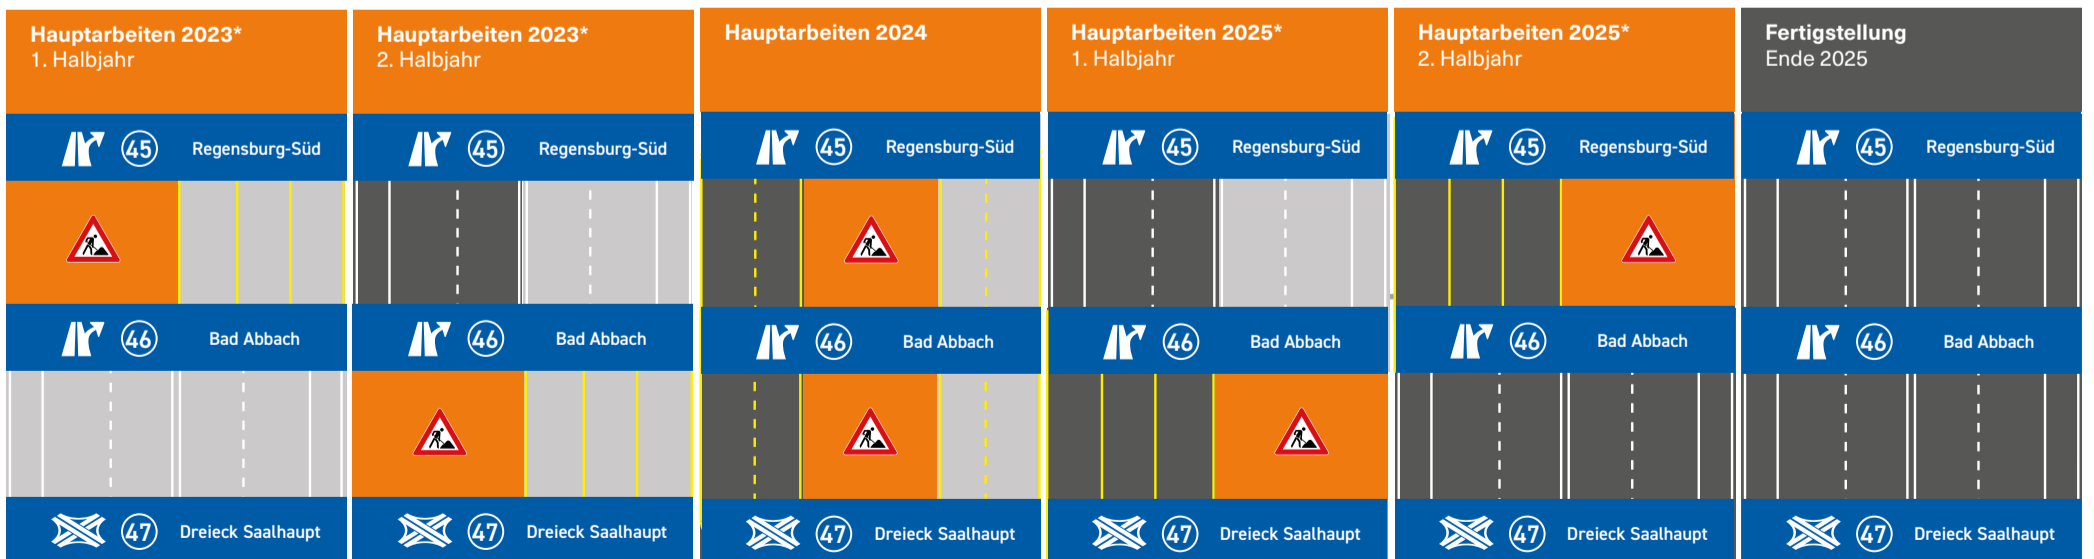 Hauptarbeiten 2023*
1. Halbjahr
45 Regensburg-Süd
46 Bad Abbach
47 Dreieck Saalhaupt
Hauptarbeiten 2023*
2. Halbjahr
45 Regensburg-Süd
46 Bad Abbach
47 Dreieck Saalhaupt
Hauptarbeiten 2024
45 Regensburg-Süd
46 Bad Abbach
47 Dreieck Saalhaupt
Hauptarbeiten 2025*
1. Halbjahr
45 Regensburg-Süd
46 Bad Abbach
47 Dreieck Saalhaupt
Hauptarbeiten 2025*
2. Halbjahr
45 Regensburg-Süd
46 Bad Abbach
47 Dreieck Saalhaupt
Fertigstellung
Ende 2025
45 Regensburg-Süd
46 Bad Abbach
47 Dreieck Saalhaupt